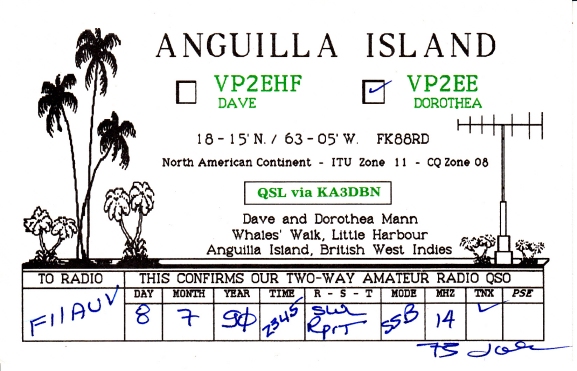 ANGUILLA ISLAND
VP2EHF
DAVE
✓ VP2EE
DOROTHEA
18-15'N. / 63-05'W. FK88RD
North American Continent - ITU Zone 11 - CQ Zone 08
QSL via KA3DBN
Dave and Dorothea Mann
Whales' Walk, Little Harbour
Anguilla Island, British West Indies
TO RADIO THIS CONFIRMS OUR TWO-WAY AMATEUR RADIO QSO
DAY MONTH YEAR TIME R - S - T MODE MHZ TNX PSE
F11AUV 8 7 90 2345 SWL RPRT SSB 14 ✓
73